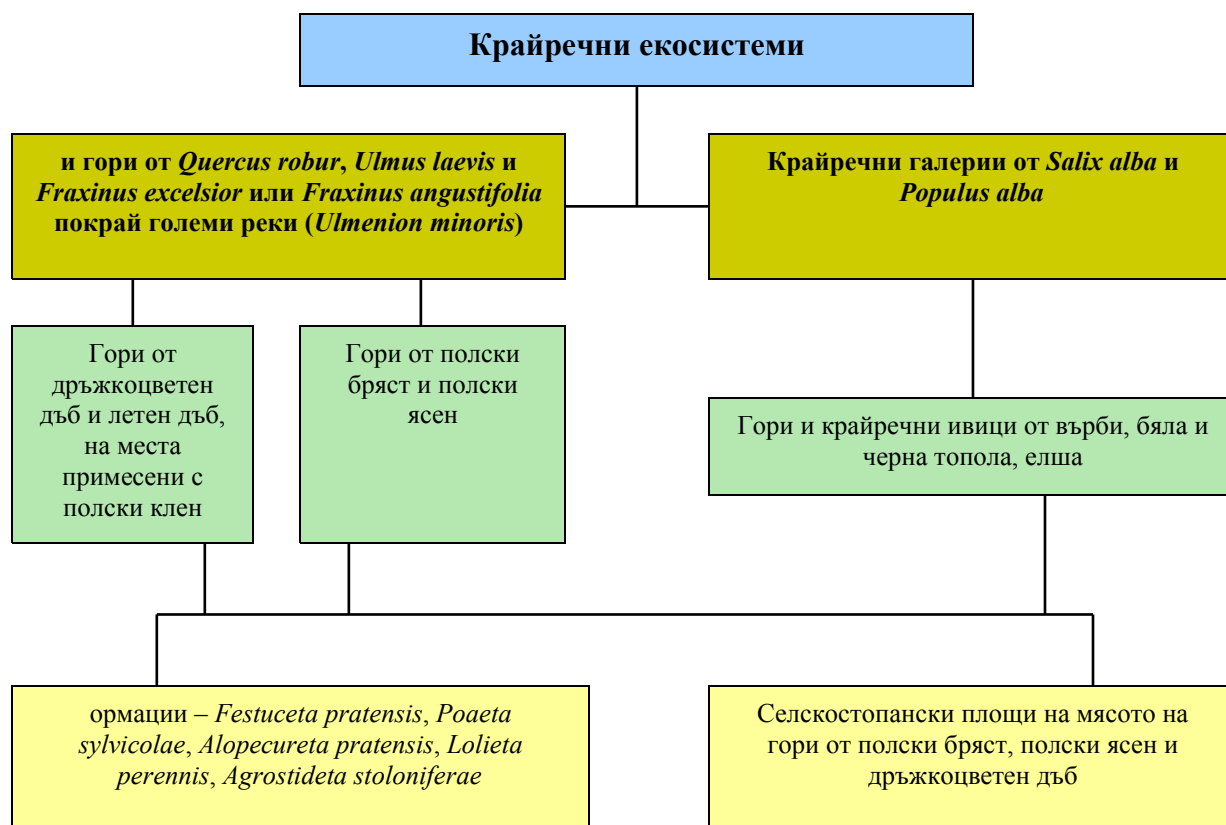 Крайречни екосистеми
и гори от Quercus robur, Ulmus laevis и
Fraxinus excelsior или Fraxinus angustifolia
покрай големи реки (Ulmenion minoris)
Крайречни галерии от Salix alba и
Populus alba
Гори от
дръжкоцветен
дъб и летен дъб,
на места
примесени с
полски клен
Гори от полски
бряст и полски
ясен
Гори и крайречни ивици от върби, бяла и
черна топола, елша
ормации – Festuceta pratensis, Poaeta
sylvicolae, Alopecureta pratensis, Lolieta
perennis, Agrostideta stoloniferae
Селскостопански площи на мясото на
гори от полски бряст, полски ясен и
дръжкоцветен дъб